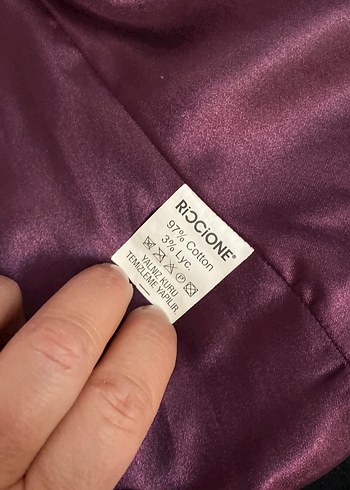 RiCCiONE®
97% Cotton
3% Lyc.
P
YALNIZ KURU
TEMİZLEME YAPILIR